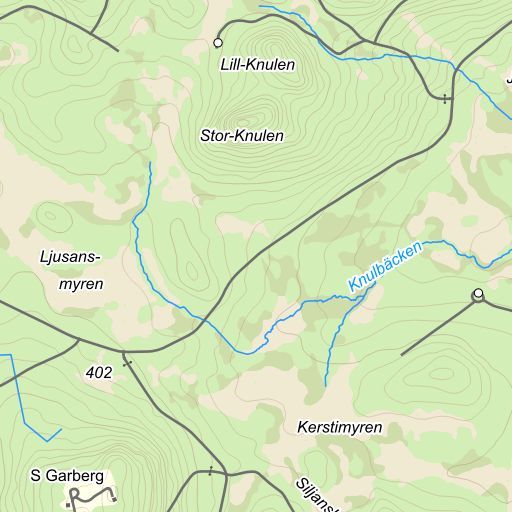 Lill-Knulen
Stor-Knulen
Ljusans-
myren
Knulbäcken
402
Kerstimyren
S Garberg